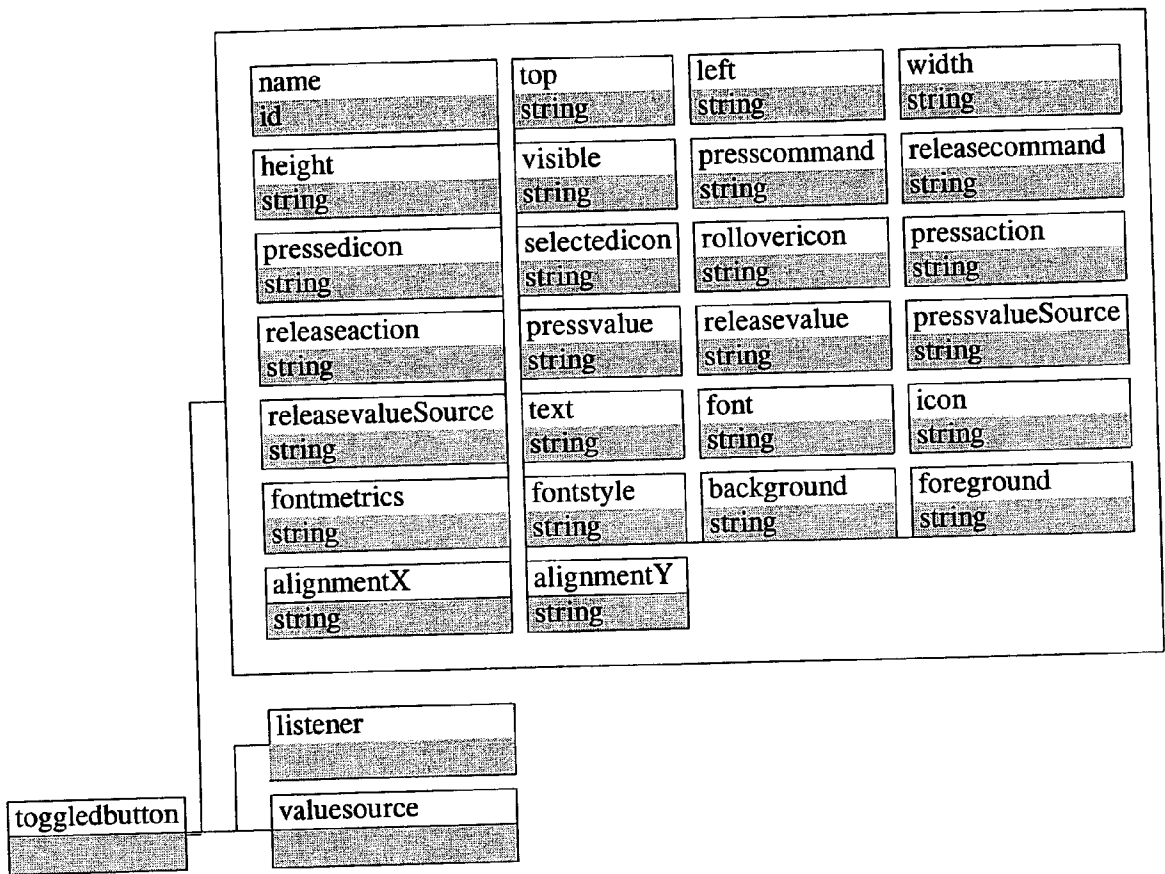 name
id
top
string
left
string
width
string
height
string
visible
string
presscommand
string
releasecommand
string
pressedicon
string
selectedicon
string
rollovericon
string
pressaction
string
releaseaction
string
pressvalue
string
releasevalue
string
pressvalueSource
string
releasevalueSource
string
text
string
font
string
icon
string
fontmetrics
string
fontstyle
string
background
string
foreground
string
alignmentX
string
alignmentY
string
listener
toggledbutton
valuesource